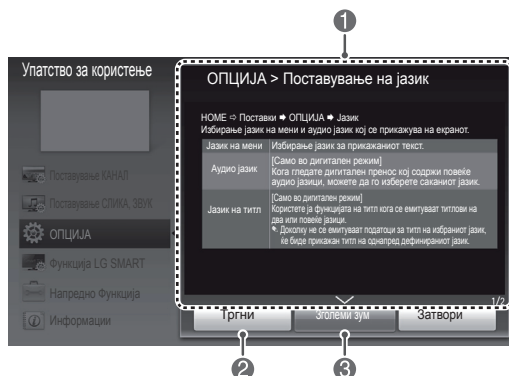 1
Упатство за користење
Поставување КАНАЛ
Поставување СЛИКА, ЗВУК
ОПЦИЈА
Функција LG SMART
Напредно Функција
Информации
ОПЦИЈА > Поставување на јазик
HOME ⇨ Поставки ➡ ОПЦИЈА ➡ Јазик
Избирање јазик на мени и аудио јазик кој се прикажува на екранот.
Јазик на мени Избирање јазик за прикажаниот текст.
Аудио јазик
[Само во дигитален режим]
Кога гледате дигитален пренос кој содржи повеќе
аудио јазици, можете да го изберете саканиот јазик.
Јазик на титл
[Само во дигитален режим]
Користете ја функцијата на титл кога се емитуваат титлови на
два или повеќе јазици.
✎ Доколку не се емитуваат податоци за титл на избраниот јазик,
ќе биде прикажан титл на однапред дефинираниот јазик.
1/2
Тргни
Зголеми зум
Затвори
2
3